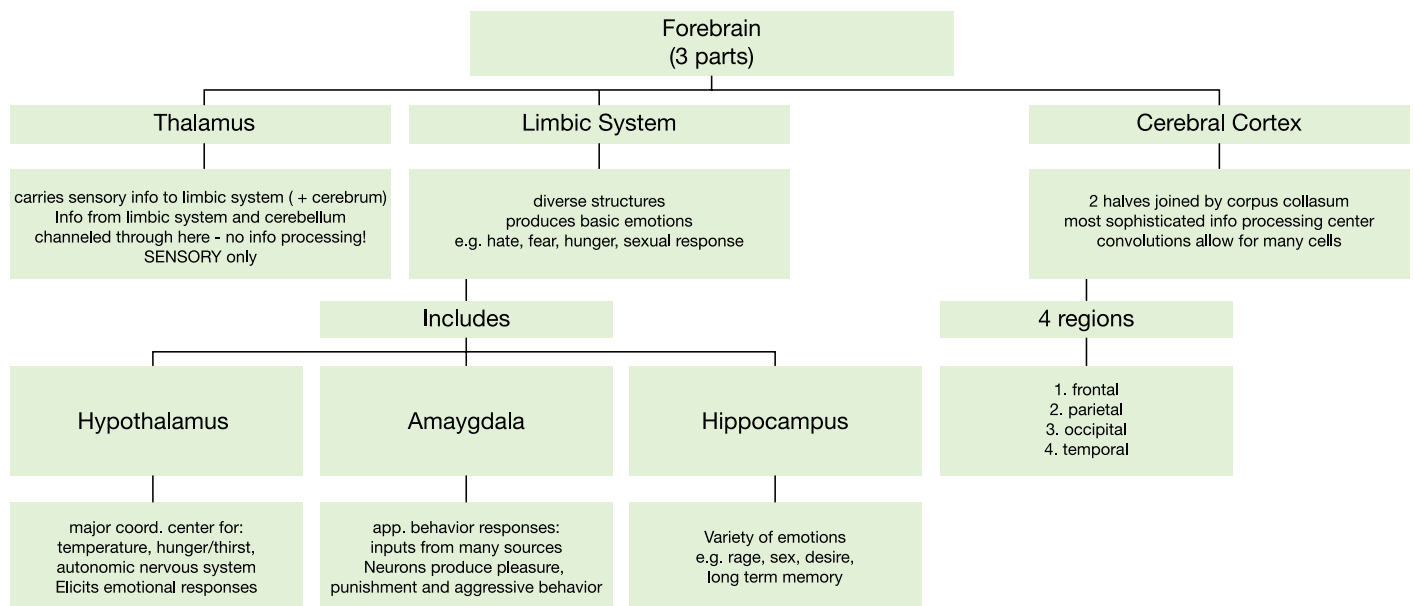 Forebrain
(3 parts)
Thalamus
Limbic System
Cerebral Cortex
carries sensory info to limbic system ( + cerebrum)
Info from limbic system and cerebellum
channeled through here - no info processing!
SENSORY only
diverse structures
produces basic emotions
e.g. hate, fear, hunger, sexual response
2 halves joined by corpus collasum
most sophisticated info processing center
convolutions allow for many cells
Includes
4 regions
Hypothalamus
Amaygdala
Hippocampus
1. frontal
2. parietal
3. occipital
4. temporal
major coord. center for:
temperature, hunger/thirst,
autonomic nervous system
Elicits emotional responses
app. behavior responses:
inputs from many sources
Neurons produce pleasure,
punishment and aggressive behavior
Variety of emotions
e.g. rage, sex, desire,
long term memory